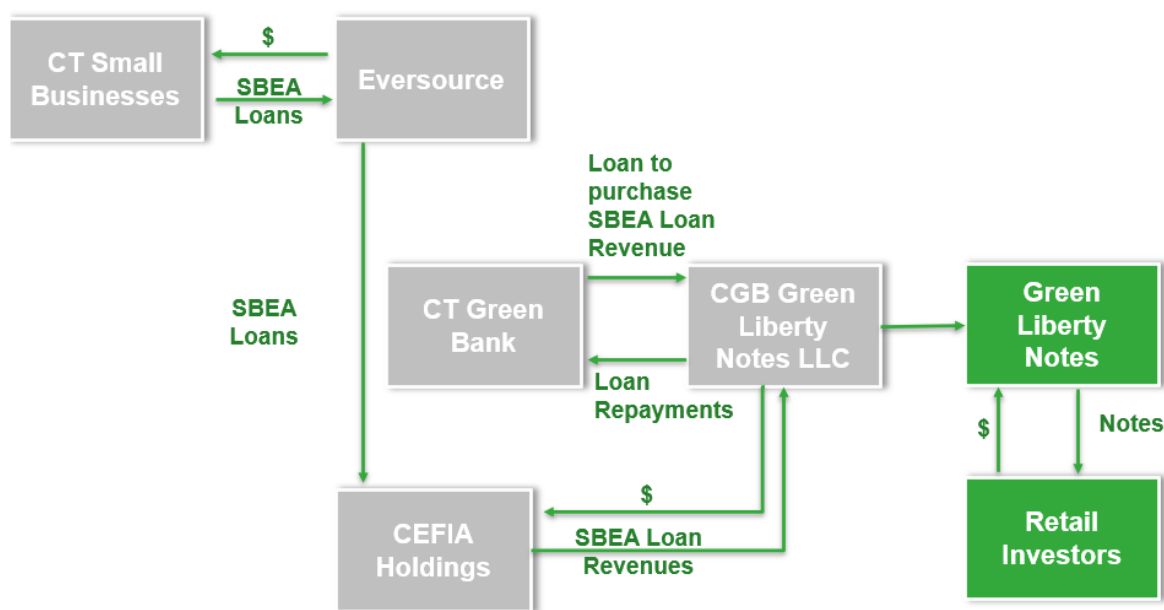 CT Small
Businesses
$
SBEA
Loans
Eversource
Loan to
purchase
SBEA Loan
Revenue
SBEA
Loans
CT Green
Bank
CGB Green
Liberty
Notes LLC
Green
Liberty
Notes
Loan
Repayments
$
Notes
$
CEFIA
Holdings
SBEA Loan
Revenues
Retail
Investors